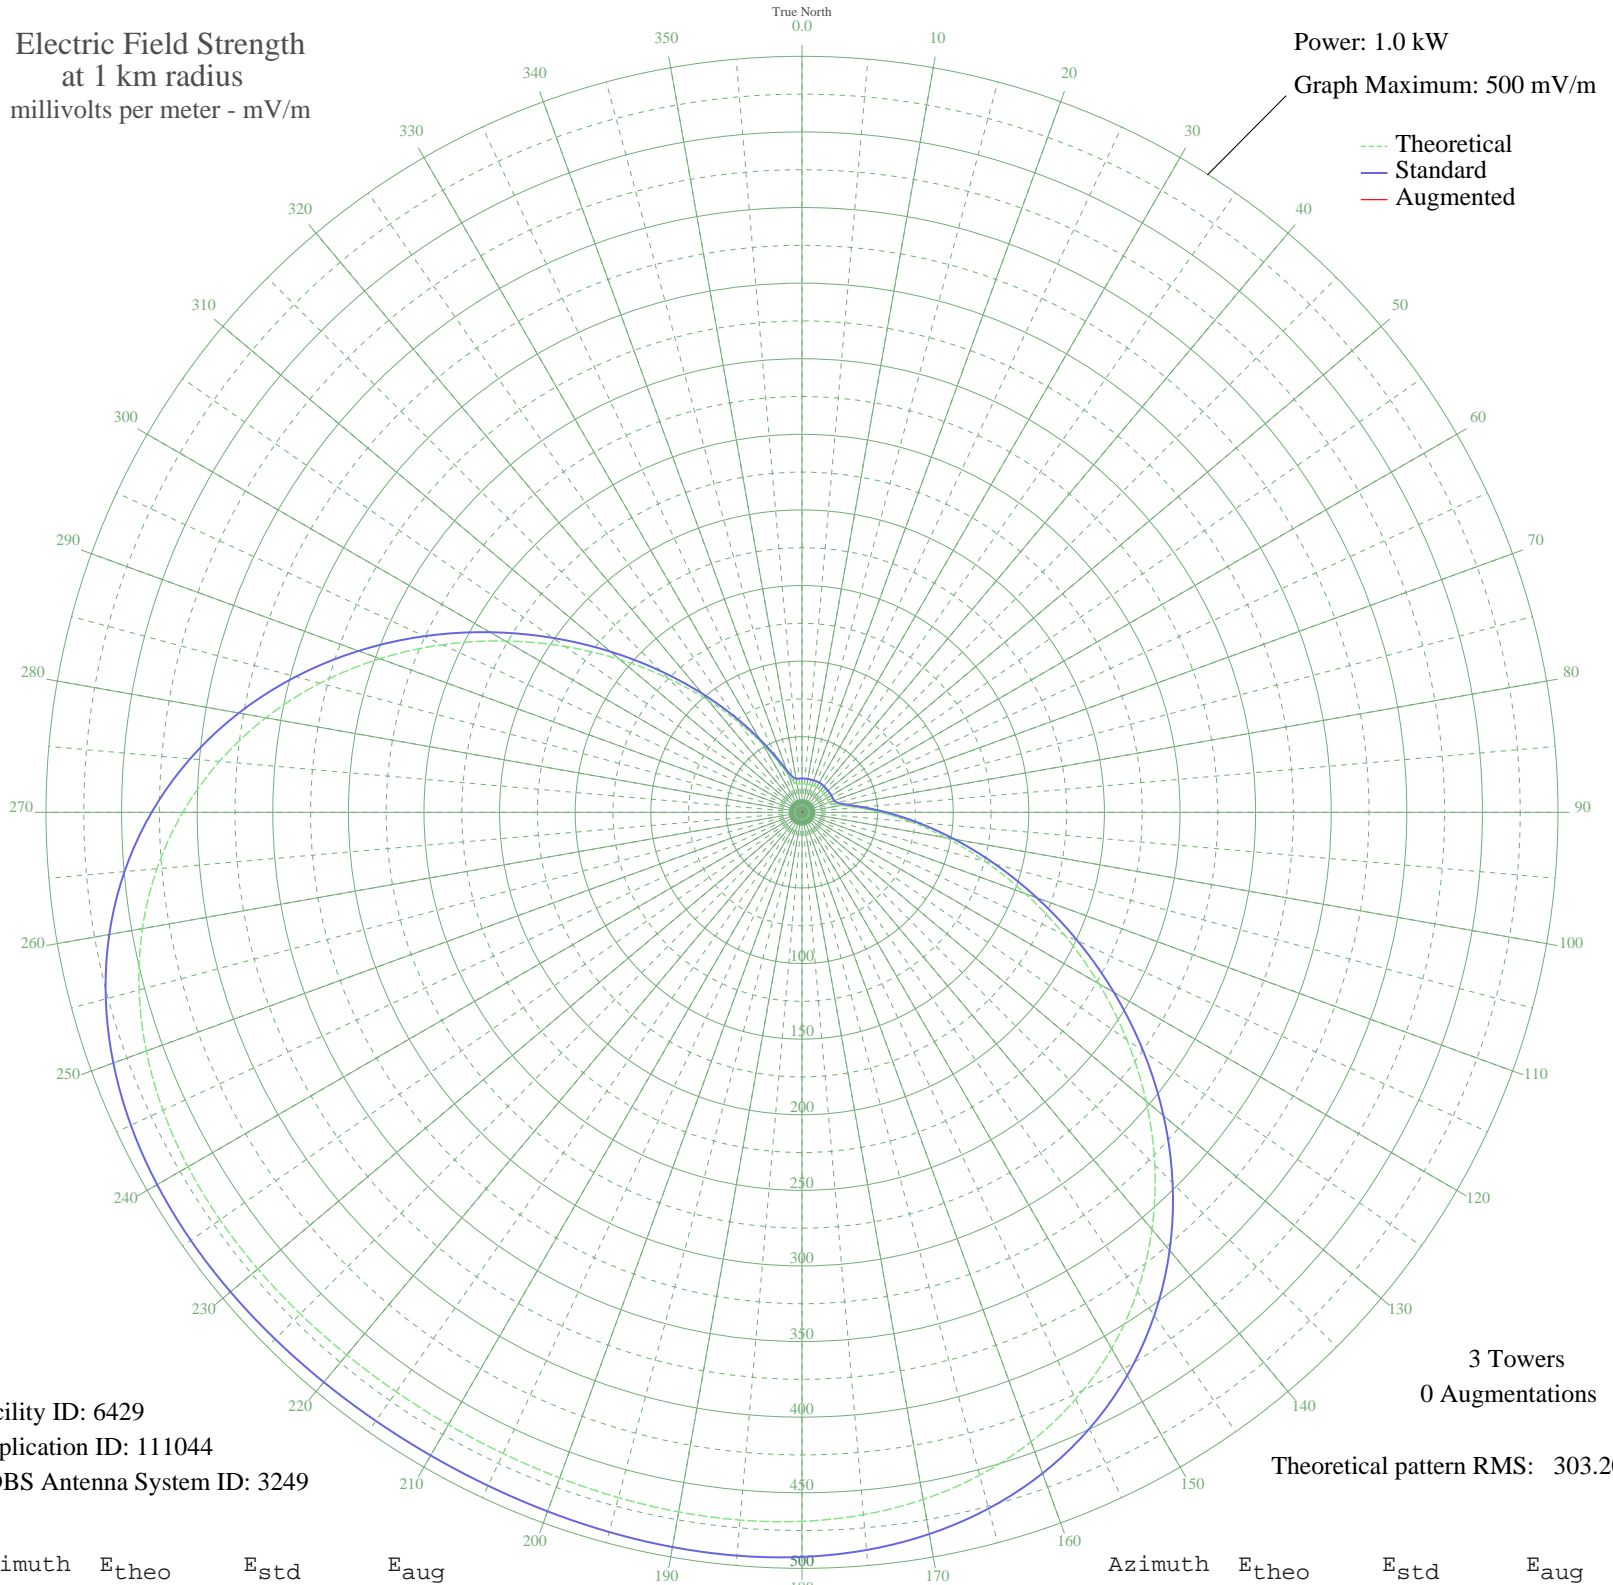 True North
0.0
Electric Field Strength
at 1 km radius
millivolts per meter - mV/m
Power: 1.0 kW
Graph Maximum: 500 mV/m
Theoretical
Standard
Augmented
10
20
30
40
50
60
70
80
90
100
110
120
130
140
150
160
170
190
200
210
220
230
240
250
260
270
280
290
300
310
320
330
340
350
100
150
200
250
300
350
400
450
500
3 Towers
0 Augmentations
Theoretical pattern RMS: 303.20
cility ID: 6429
plication ID: 111044
DBS Antenna System ID: 3249
imuth Etheo Estd Eaug
Azimuth Etheo Estd Eaug